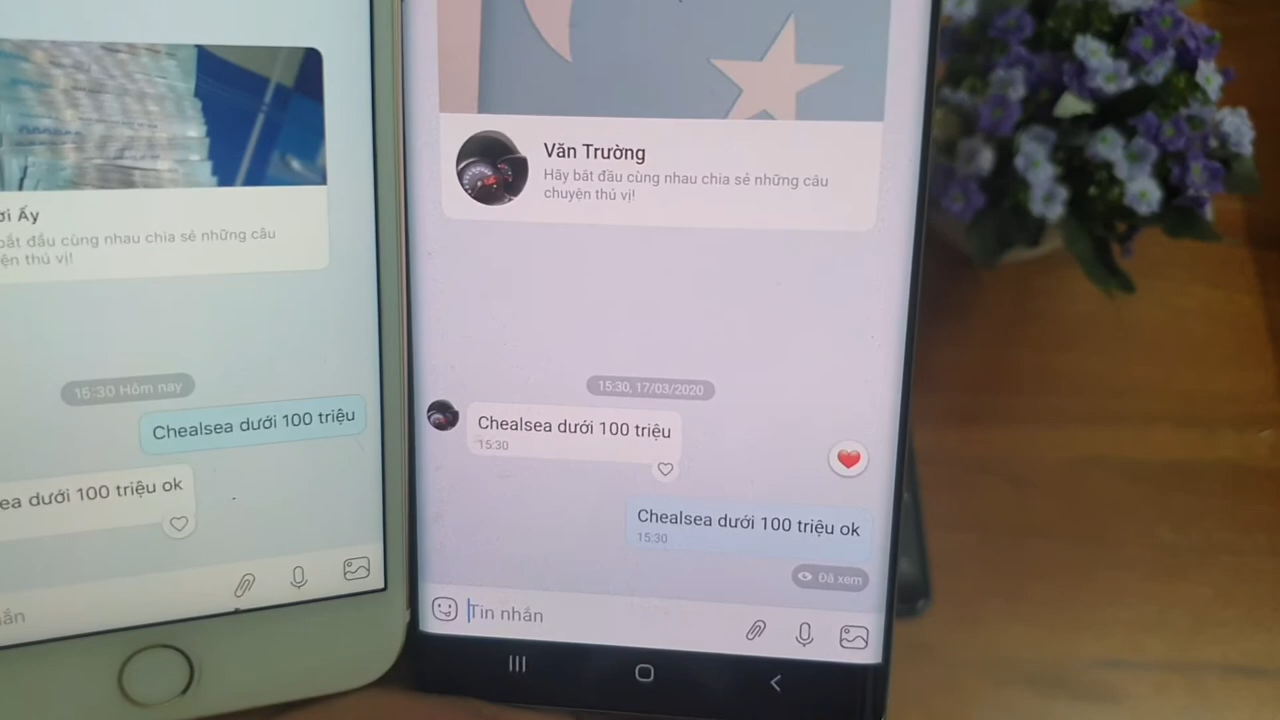 ời Ấy
bắt đầu cùng nhau chia sẻ những câu
ện thú vị!
15:30 Hôm nay
Chealsea dưới 100 triệu
ea dưới 100 triệu ok
ắn
Văn Trường
Hãy bắt đầu cùng nhau chia sẻ những câu
chuyện thú vị!
15:30, 17/03/2020
Chealsea dưới 100 triệu
15:30
Chealsea dưới 100 triệu ok
15:30
Đã xem
Tin nhắn